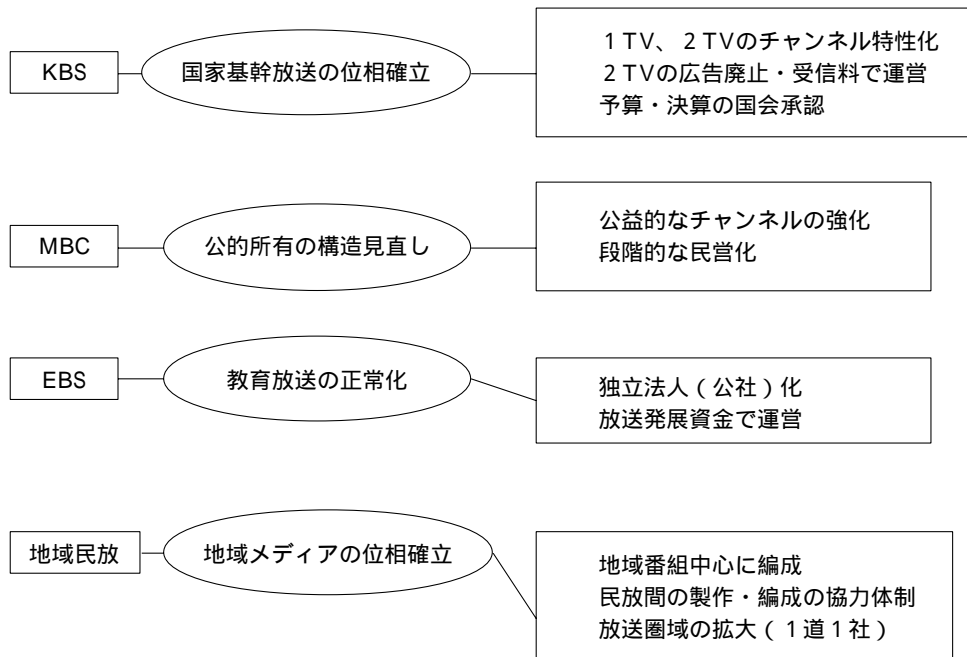 KBS
国家基幹放送の位相確立
１TV、２TVのチャンネル特性化
２TVの広告廃止・受信料で運営
予算・決算の国会承認
MBC
公的所有の構造見直し
公益的なチャンネルの強化
段階的な民営化
EBS
教育放送の正常化
独立法人（公社）化
放送発展資金で運営
地域民放
地域メディアの位相確立
地域番組中心に編成
民放間の製作・編成の協力体制
放送圏域の拡大（１道１社）